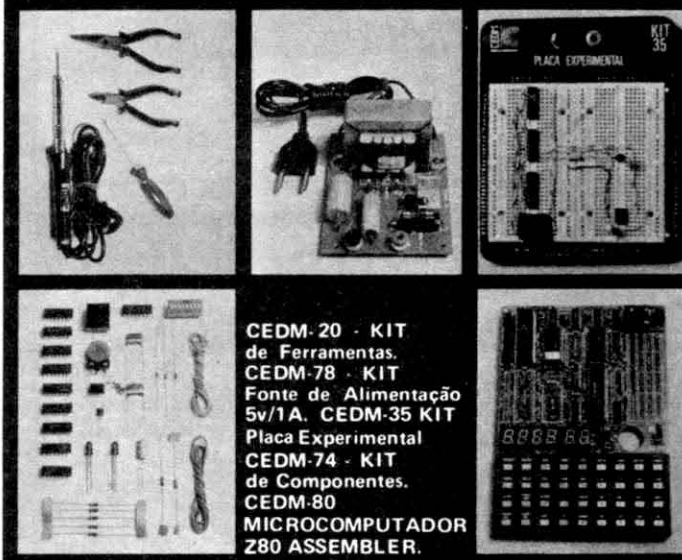 CEDM
KIT
35
PLACA EXPERIMENTAL
CEDM-20 - KIT
de Ferramentas.
CEDM-78 - KIT
Fonte de Alimentação
5v/1A. CEDM-35 KIT
Placa Experimental
CEDM-74 - KIT
de Componentes.
CEDM-80
MICROCOMPUTADOR
Z80 ASSEMBLER.